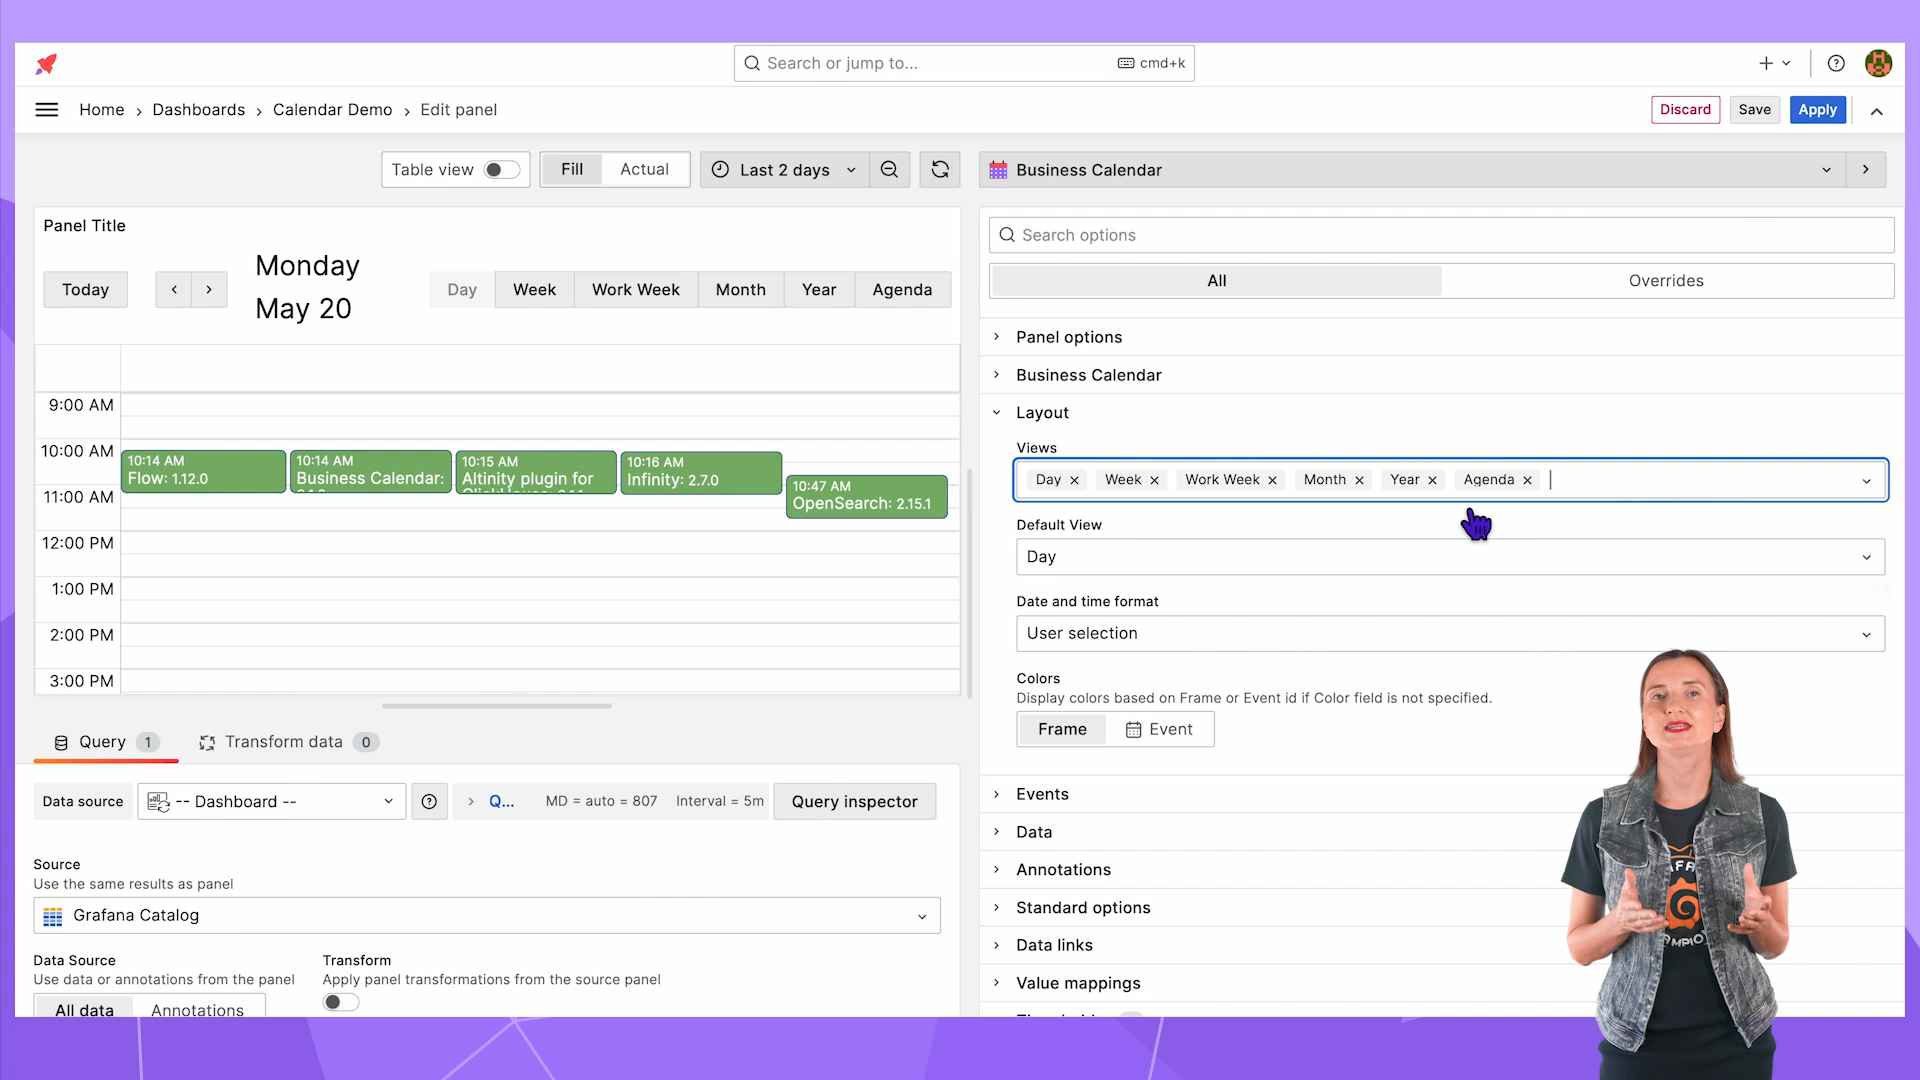 Search or jump to...
cmd+k
Home > Dashboards > Calendar Demo > Edit panel
Discard
Save
Apply
Table view
Fill
Actual
Last 2 days
Business Calendar
Panel Title
Today
Monday
May 20
Day
Week
Work Week
Month
Year
Agenda
9:00 AM
10:00 AM
11:00 AM
12:00 PM
1:00 PM
2:00 PM
3:00 PM
10:14 AM
Flow: 1.12.0
10:14 AM
Business Calendar:
10:15 AM
Altinity plugin for
10:16 AM
Infinity: 2.7.0
10:47 AM
OpenSearch: 2.15.1
Query 1
Transform data 0
Data source
-- Dashboard --
Q...
MD = auto = 807
Interval = 5m
Query inspector
Source
Use the same results as panel
Grafana Catalog
Data Source
Use data or annotations from the panel
All data
Annotations
Transform
Apply panel transformations from the source panel
Search options
All
Overrides
Panel options
Business Calendar
Layout
Views
Day × Week × Work Week × Month × Year × Agenda ×
Default View
Day
Date and time format
User selection
Colors
Display colors based on Frame or Event id if Color field is not specified.
Frame
Event
Events
Data
Annotations
Standard options
Data links
Value mappings